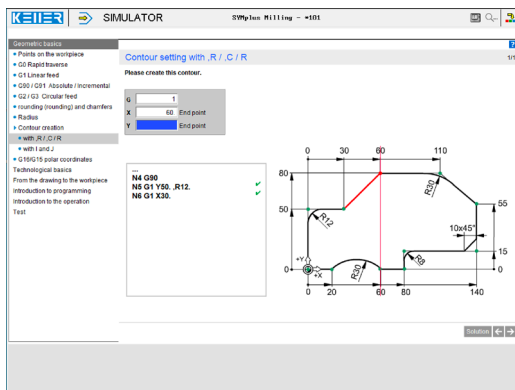 KELLER
SIMULATOR
SYMplus Milling - *101
Geometric basics
Points on the workpiece
G0 Rapid traverse
G1 Linear feed
G90 / G91 Absolute / Incremental
G2 / G3 Circular feed
rounding (rounding) and chamfers
Radius
Contour creation
with ,R / ,C / R
with I and J
G16/G15 polar coordinates
Technological basics
From the drawing to the workpiece
Introduction to programming
Introduction to the operation
Test
?
Contour setting with ,R / ,C / R
1/1
Please create this contour.
G 1
X 60 End point
Y End point
...
N4 G90
N5 G1 Y50. ,R12.
N6 G1 X30.
0 30 60 110
80
50
0
R12
R30
10x45°
R30
R8
+Y
+X
55
15
0
0 20 60 80 140
Solution